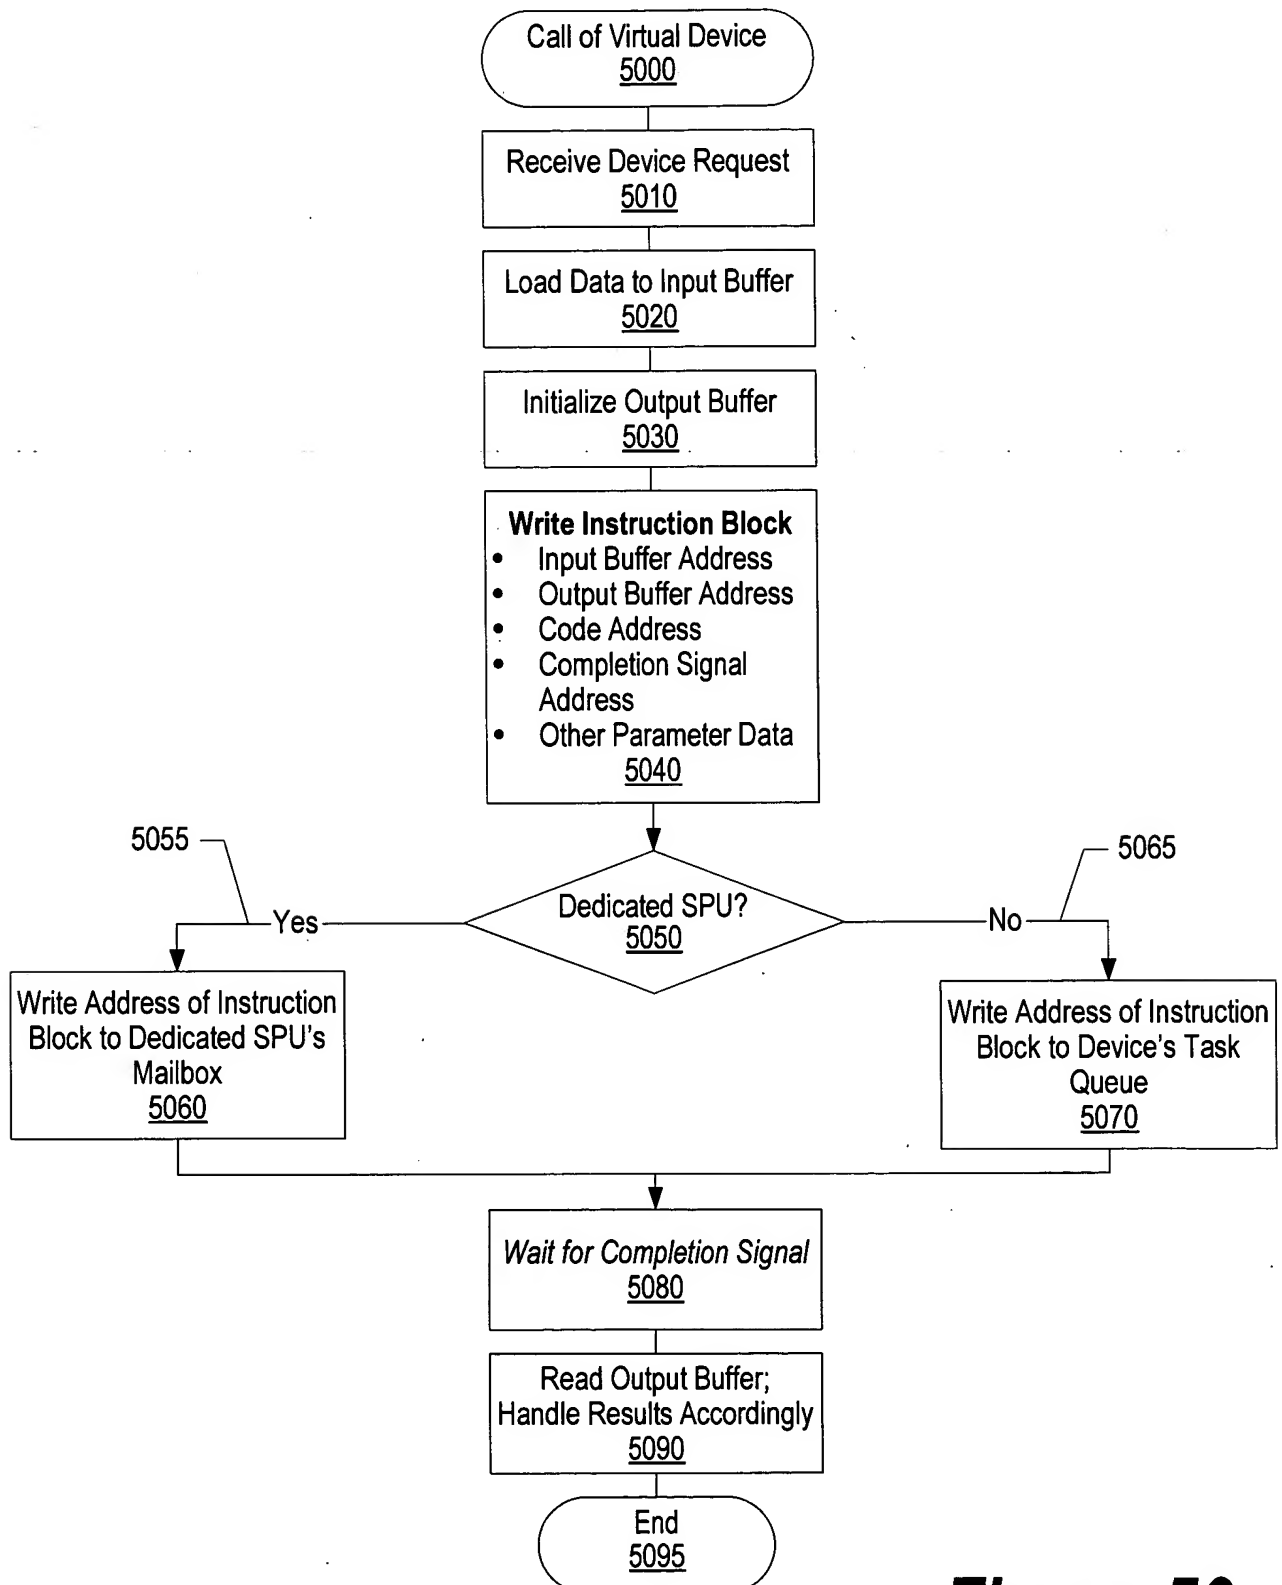 Call of Virtual Device
5000
Receive Device Request
5010
Load Data to Input Buffer
5020
Initialize Output Buffer
5030
Write Instruction Block
• Input Buffer Address
• Output Buffer Address
• Code Address
• Completion Signal
Address
• Other Parameter Data
5040
5055
5065
Dedicated SPU?
5050
Yes
No
Write Address of Instruction
Block to Dedicated SPU's
Mailbox
5060
Write Address of Instruction
Block to Device's Task
Queue
5070
Wait for Completion Signal
5080
Read Output Buffer;
Handle Results Accordingly
5090
End
5095